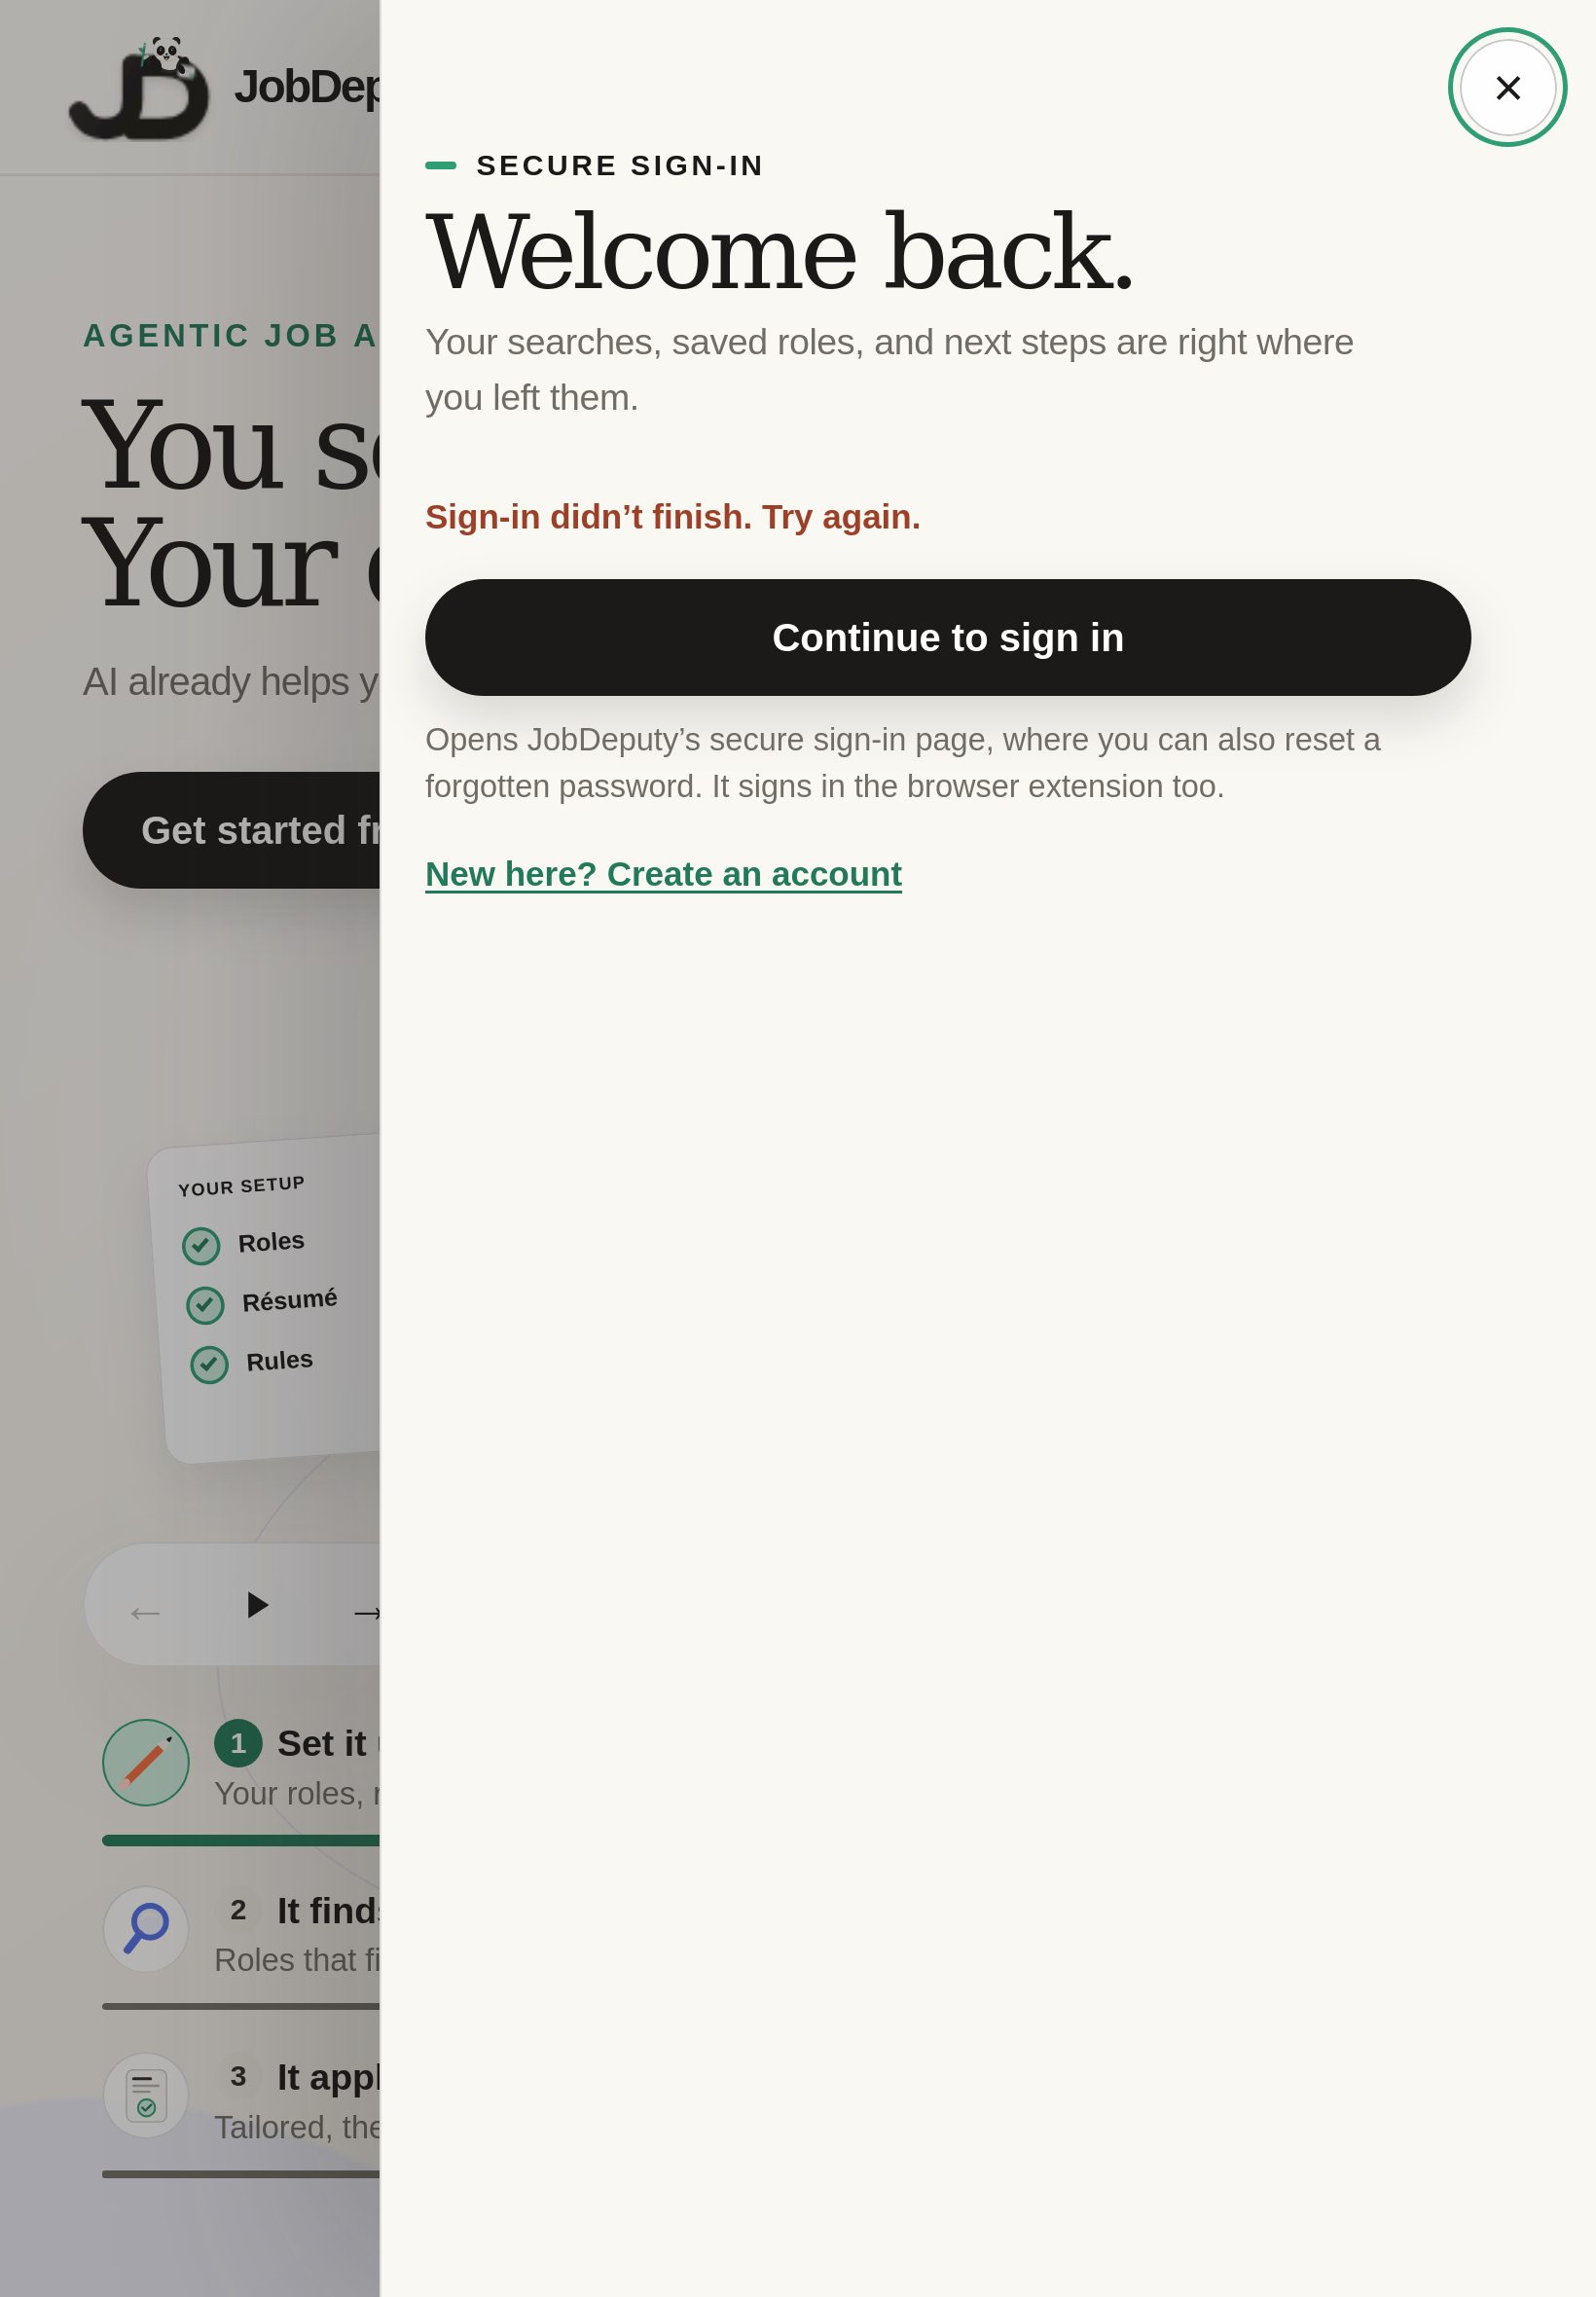 JobDep
SECURE SIGN-IN
Welcome back.
Your searches, saved roles, and next steps are right where
you left them.
Sign-in didn’t finish. Try again.
Continue to sign in
Opens JobDeputy’s secure sign-in page, where you can also reset a
forgotten password. It signs in the browser extension too.
New here? Create an account
AGENTIC JOB A
You s
Your
AI already helps y
Get started fr
YOUR SETUP
Roles
Résumé
Rules
1 Set it
Your roles,
2 It finds
Roles that fi
3 It appl
Tailored, the